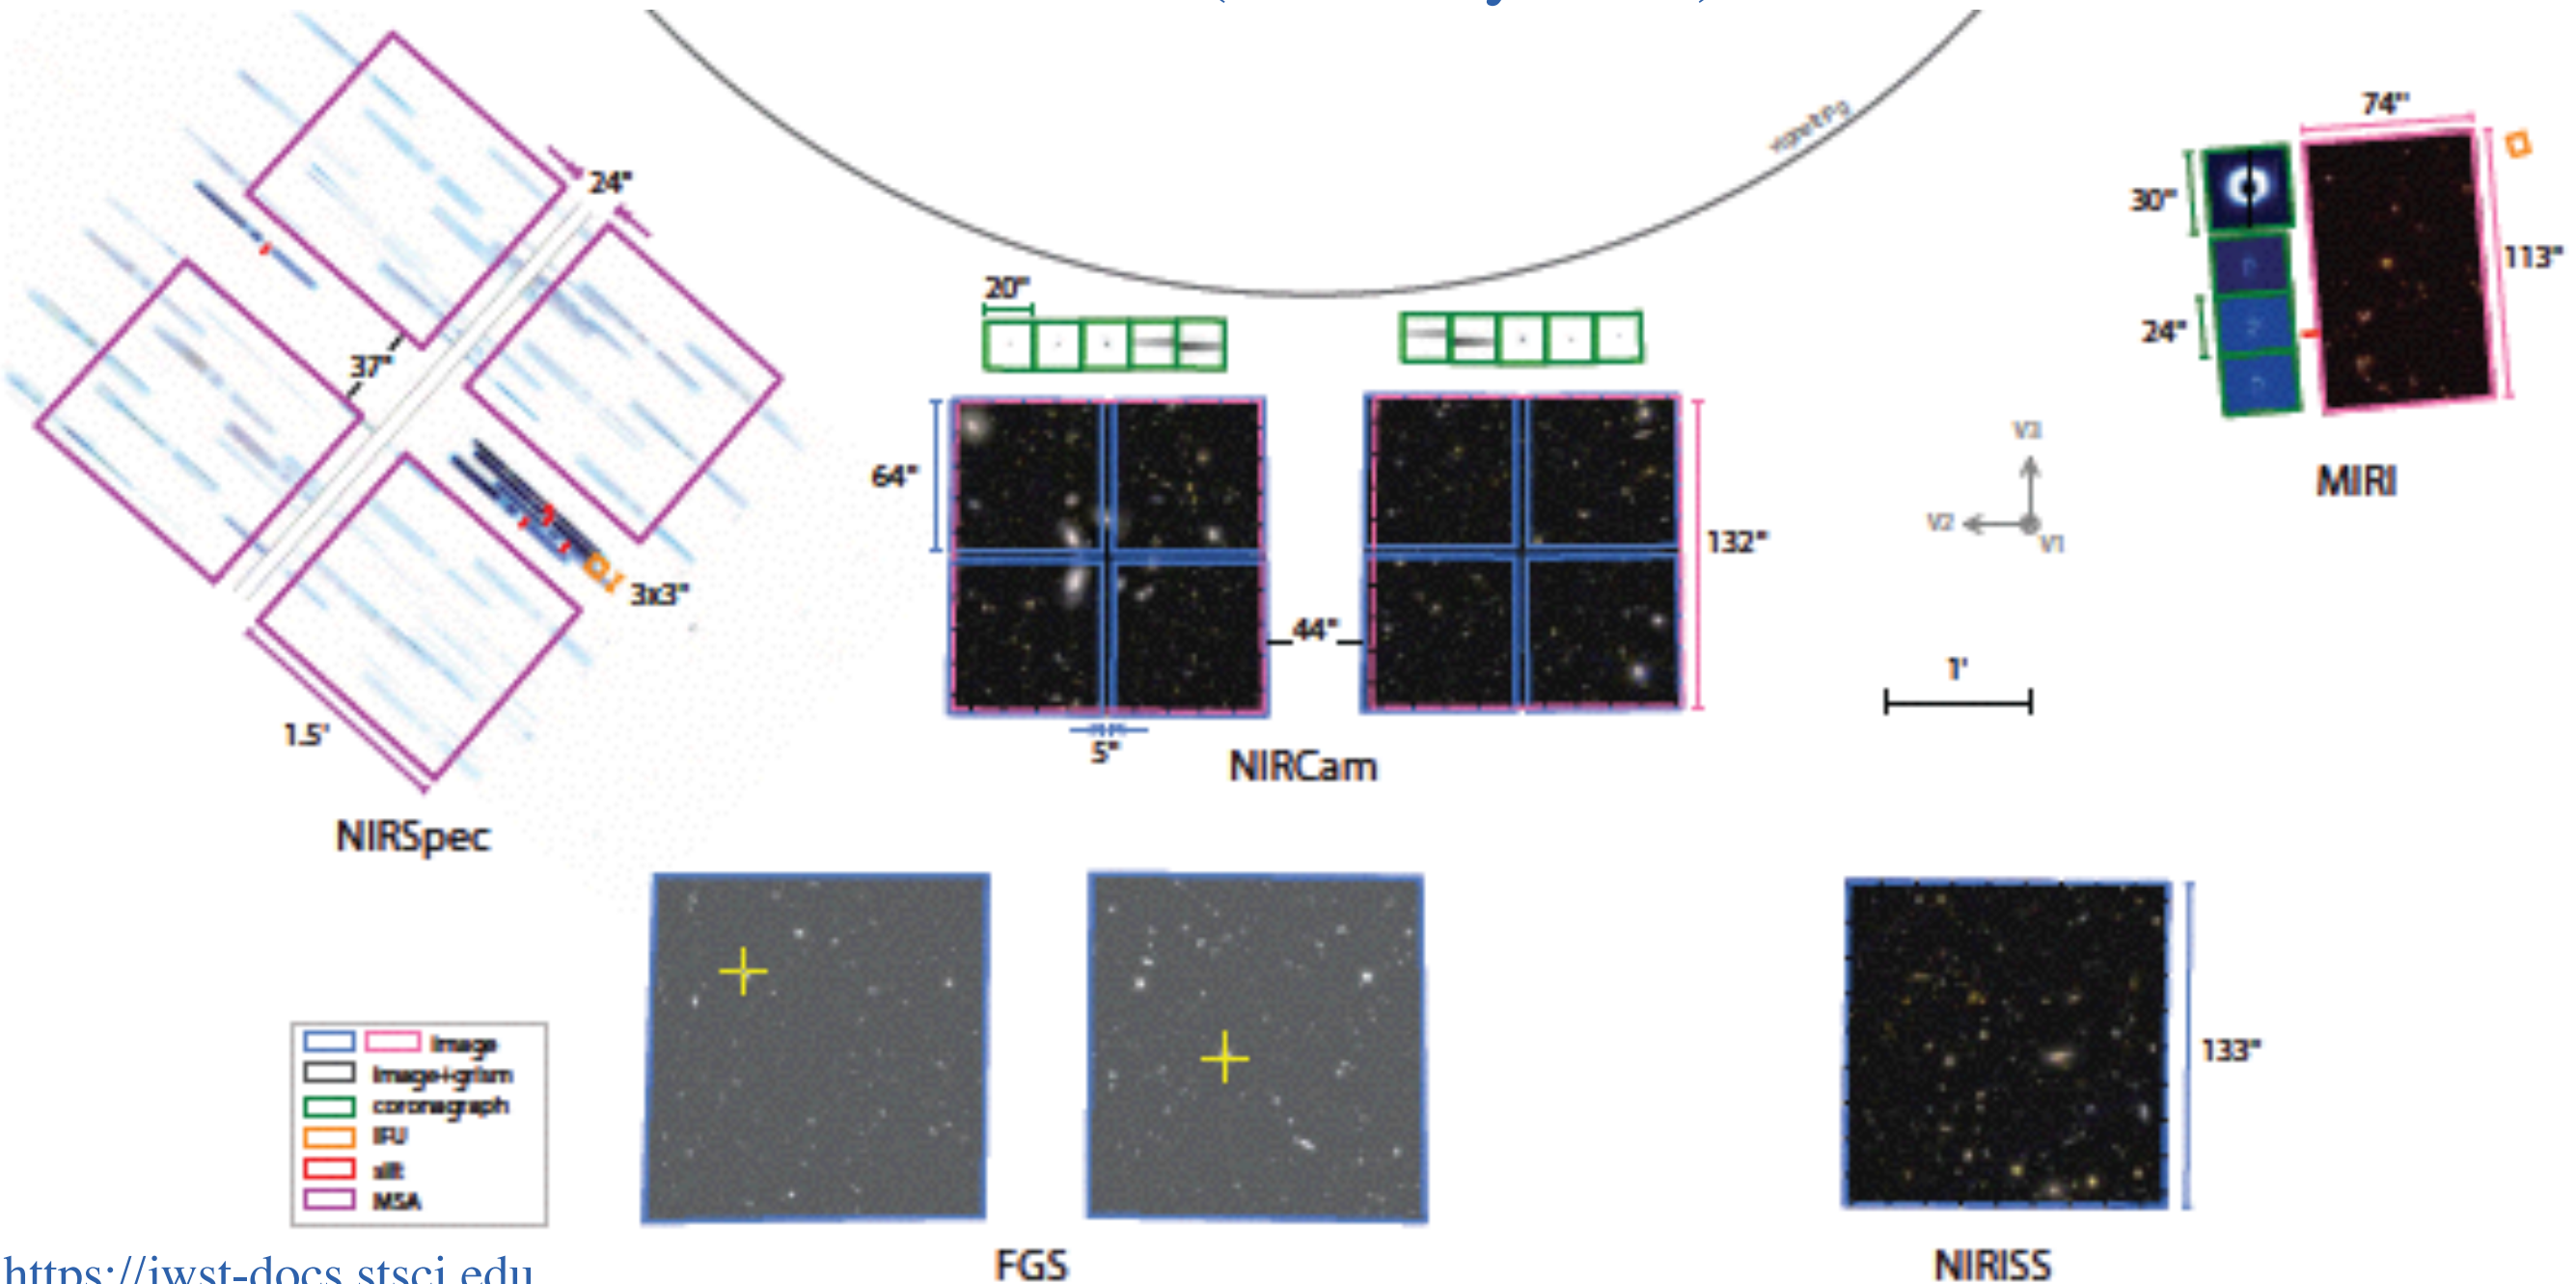 24"
37"
3x3"
1.5'
NIRSpec
vignetting
20"
64"
132"
44"
5"
NIRCam
74"
30"
113"
24"
MIRI
V3
V2
V1
1'
image
image+grism
coronagraph
IFU
slit
MSA
FGS
133"
NIRISS
https://jwst-docs.stsci.edu